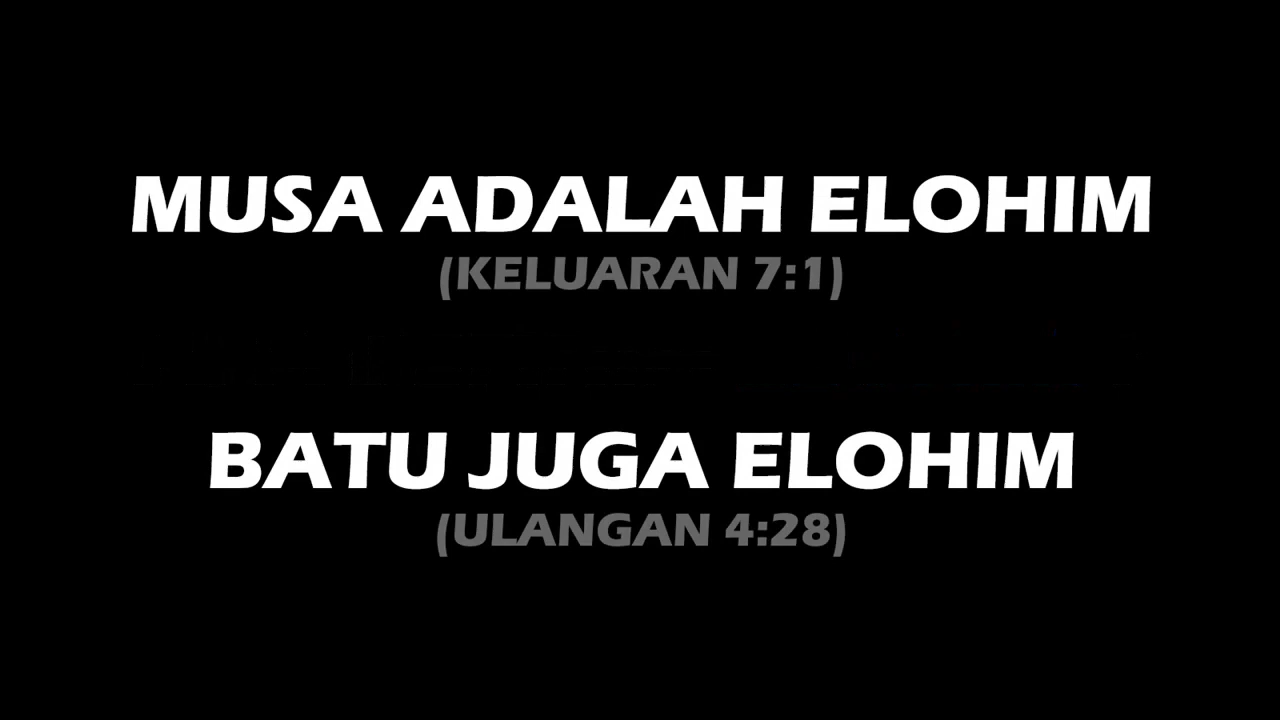 MUSA ADALAH ELOHIM
(KELUARAN 7:1)
BATU JUGA ELOHIM
(ULANGAN 4:28)